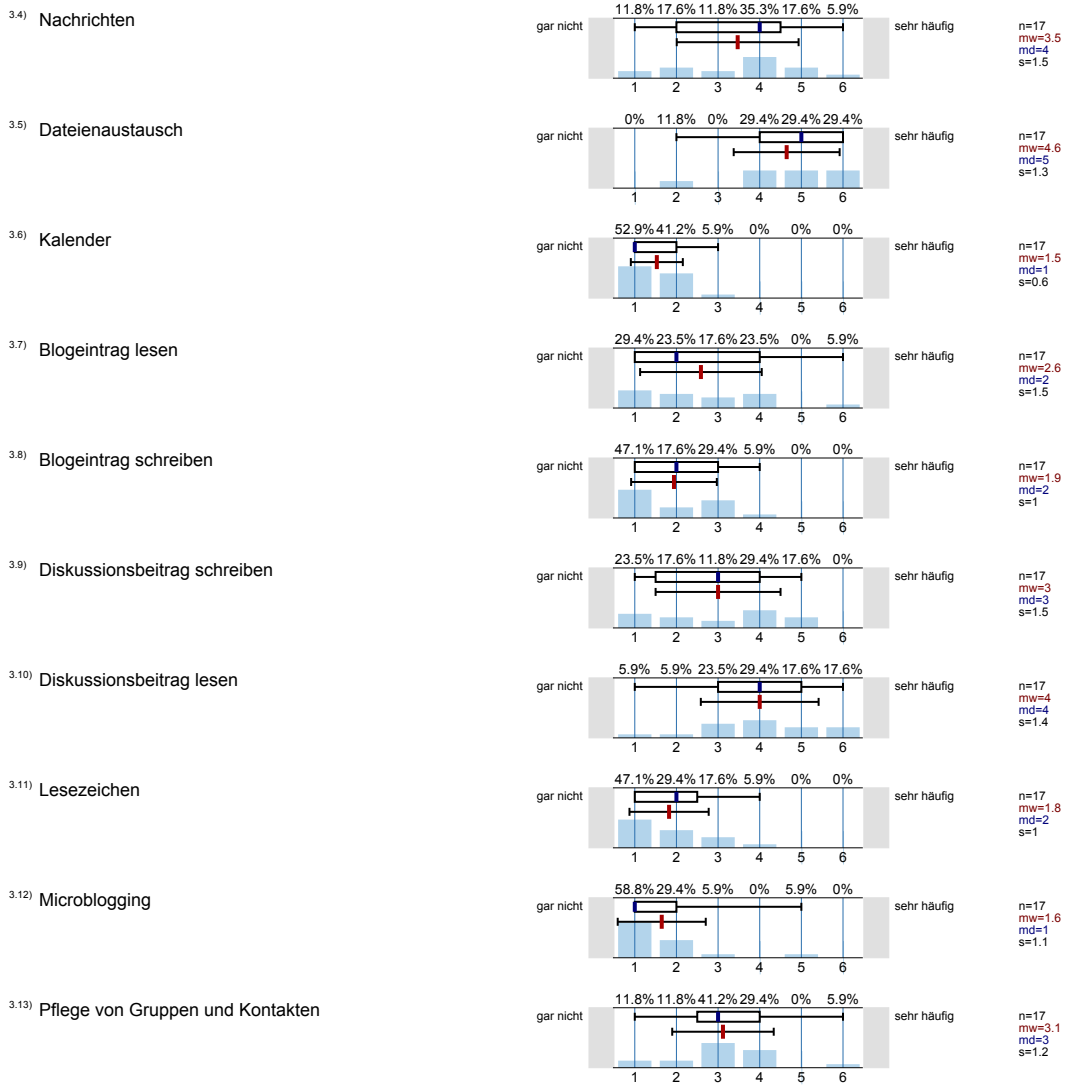 3.4) Nachrichten
11.8% 17.6% 11.8% 35.3% 17.6% 5.9%
gar nicht sehr häufig
n=17
mw=3.5
md=4
s=1.5
1 2 3 4 5 6
3.5) Dateienaustausch
0% 11.8% 0% 29.4% 29.4% 29.4%
gar nicht sehr häufig
n=17
mw=4.6
md=5
s=1.3
1 2 3 4 5 6
3.6) Kalender
52.9% 41.2% 5.9% 0% 0% 0%
gar nicht sehr häufig
n=17
mw=1.5
md=1
s=0.6
1 2 3 4 5 6
3.7) Blogeintrag lesen
29.4% 23.5% 17.6% 23.5% 0% 5.9%
gar nicht sehr häufig
n=17
mw=2.6
md=2
s=1.5
1 2 3 4 5 6
3.8) Blogeintrag schreiben
47.1% 17.6% 29.4% 5.9% 0% 0%
gar nicht sehr häufig
n=17
mw=1.9
md=2
s=1
1 2 3 4 5 6
3.9) Diskussionsbeitrag schreiben
23.5% 17.6% 11.8% 29.4% 17.6% 0%
gar nicht sehr häufig
n=17
mw=3
md=3
s=1.5
1 2 3 4 5 6
3.10) Diskussionsbeitrag lesen
5.9% 5.9% 23.5% 29.4% 17.6% 17.6%
gar nicht sehr häufig
n=17
mw=4
md=4
s=1.4
1 2 3 4 5 6
3.11) Lesezeichen
47.1% 29.4% 17.6% 5.9% 0% 0%
gar nicht sehr häufig
n=17
mw=1.8
md=2
s=1
1 2 3 4 5 6
3.12) Microblogging
58.8% 29.4% 5.9% 0% 5.9% 0%
gar nicht sehr häufig
n=17
mw=1.6
md=1
s=1.1
1 2 3 4 5 6
3.13) Pflege von Gruppen und Kontakten
11.8% 11.8% 41.2% 29.4% 0% 5.9%
gar nicht sehr häufig
n=17
mw=3.1
md=3
s=1.2
1 2 3 4 5 6